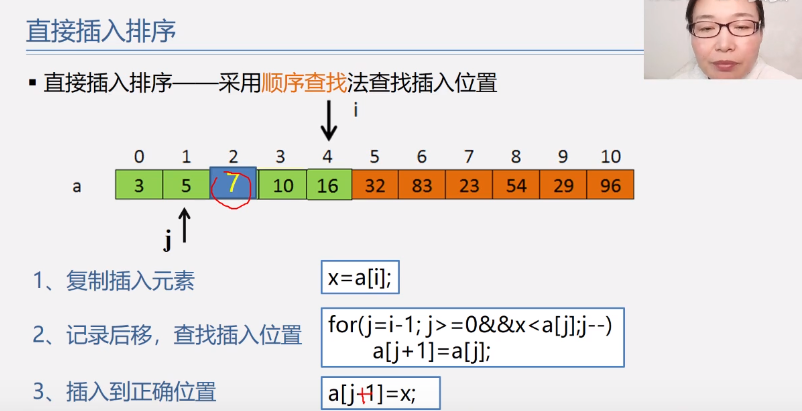 直接插入排序
▪ 直接插入排序——采用顺序查找法查找插入位置
i
0 1 2 3 4 5 6 7 8 9 10
a 3 5 7 10 16 32 83 23 54 29 96
j
1、复制插入元素 x=a[i];
2、记录后移，查找插入位置 for(j=i-1; j>=0&&x<a[j];j--)
a[j+1]=a[j];
3、插入到正确位置 a[j+1]=x;